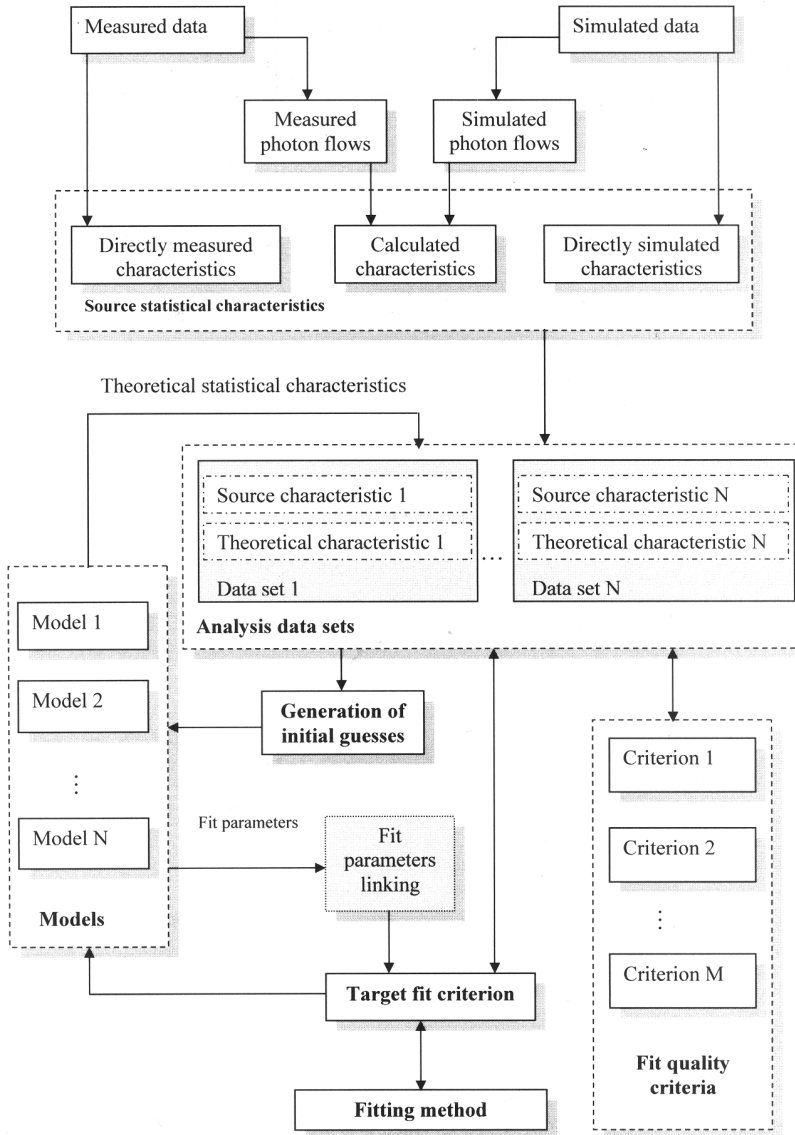 Measured data
Simulated data
Measured
photon flows
Simulated
photon flows
Directly measured
characteristics
Calculated
characteristics
Directly simulated
characteristics
Source statistical characteristics
Theoretical statistical characteristics
Source characteristic 1
Theoretical characteristic 1
Data set 1
...
Source characteristic N
Theoretical characteristic N
Data set N
Analysis data sets
Model 1
Model 2
⋮
Model N
Models
Generation of
initial guesses
Fit parameters
Fit
parameters
linking
Target fit criterion
Fitting method
Criterion 1
Criterion 2
⋮
Criterion M
Fit quality
criteria